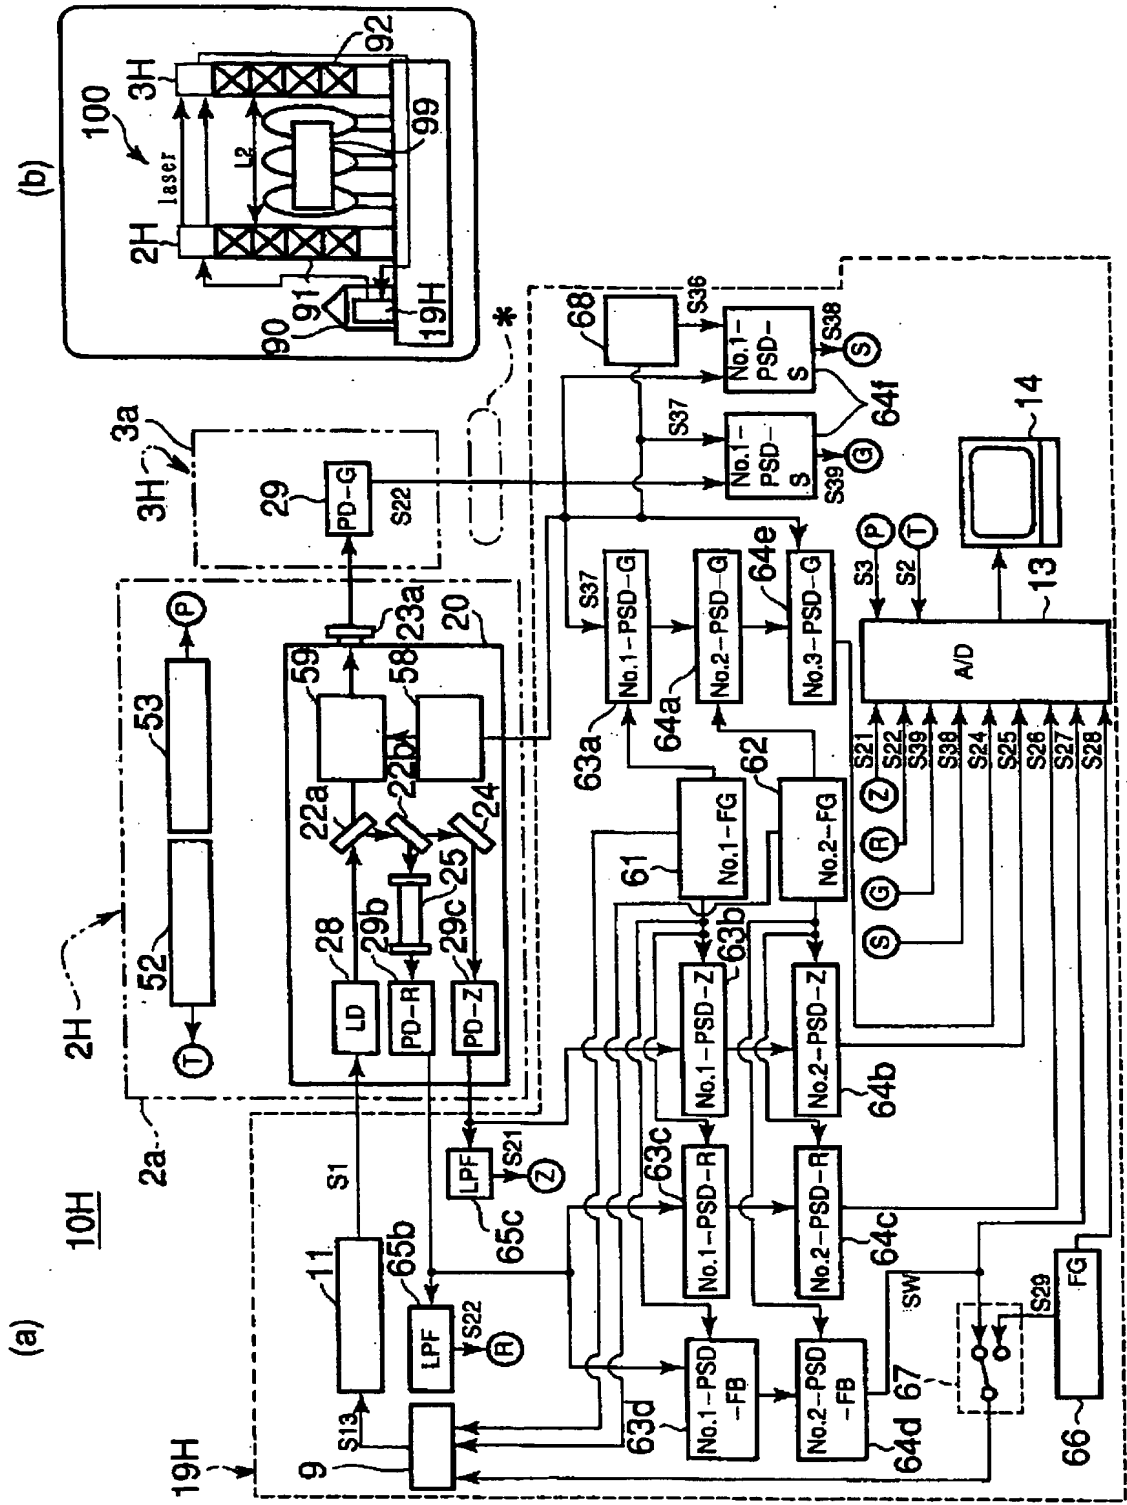 (a)
10H
(b)
100
laser
2H
3H
L2
91
92
90
19H
99
2H
2a
52
53
T
P
3H
3a
29
PD-G
S22
*
59
23a
20
58
22a
22b
24
28
LD
29b
PD-R
25
29c
PD-Z
S1
11
S13
9
19H
65b
LPF
S22
R
LPF
65c
S21
Z
68
S36
S37
No.1-
PSD-
S
S38
S
No.1-
PSD-
S
S39
G
64f
S37
63a
No.1-PSD-G
64a
No.2-PSD-G
64e
No.3-PSD-G
61
No.1-FG
62
No.2-FG
63b
No.1-PSD-Z
No.2-PSD-Z
64b
63c
No.1-PSD-R
No.2-PSD-R
64c
63d
No.1-PSD
-FB
No.2-PSD
-FB
64d
SW
67
S29
FG
66
S3
P
S2
T
13
14
A/D
Z
S21
R
S22
G
S39
S
S38
S24
S25
S26
S27
S28